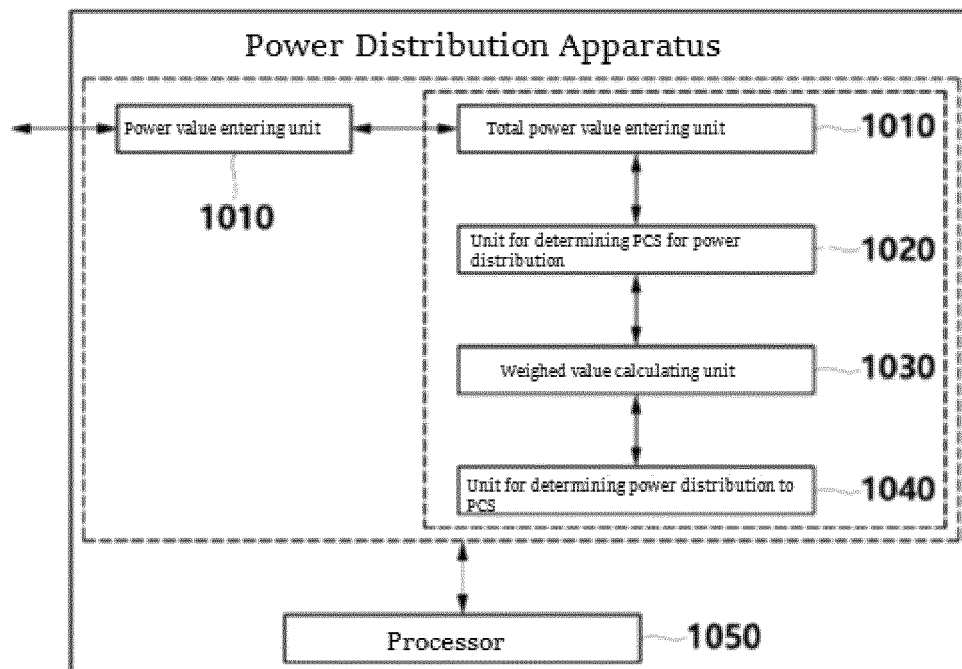 Power Distribution Apparatus
Power value entering unit
1010
Total power value entering unit
1010
Unit for determining PCS for power
distribution
1020
Weighed value calculating unit
1030
Unit for determining power distribution to
PCS
1040
Processor
1050